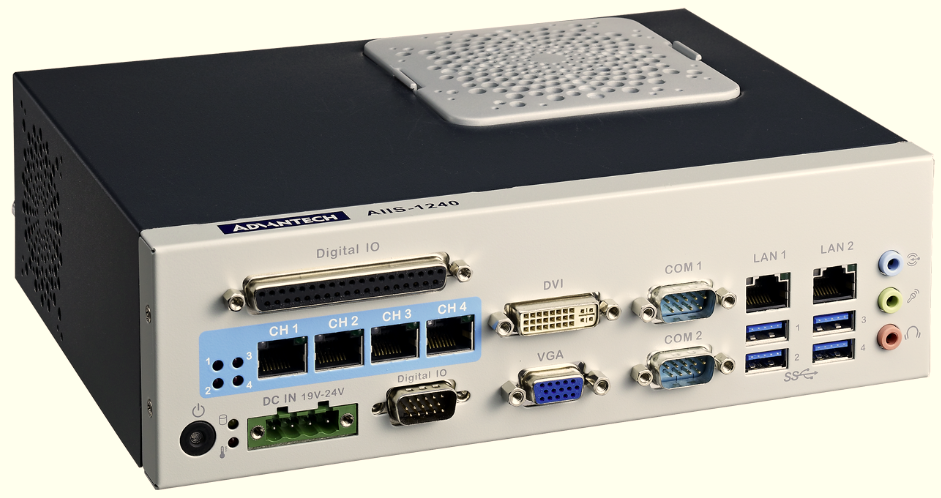 ADVANTECH AIIS-1240
Digital IO
CH 1 CH 2 CH 3 CH 4
1 3
2 4
DC IN 19V-24V
Digital IO
DVI
VGA
COM 1
COM 2
LAN 1 LAN 2
1 3
2 4
SS